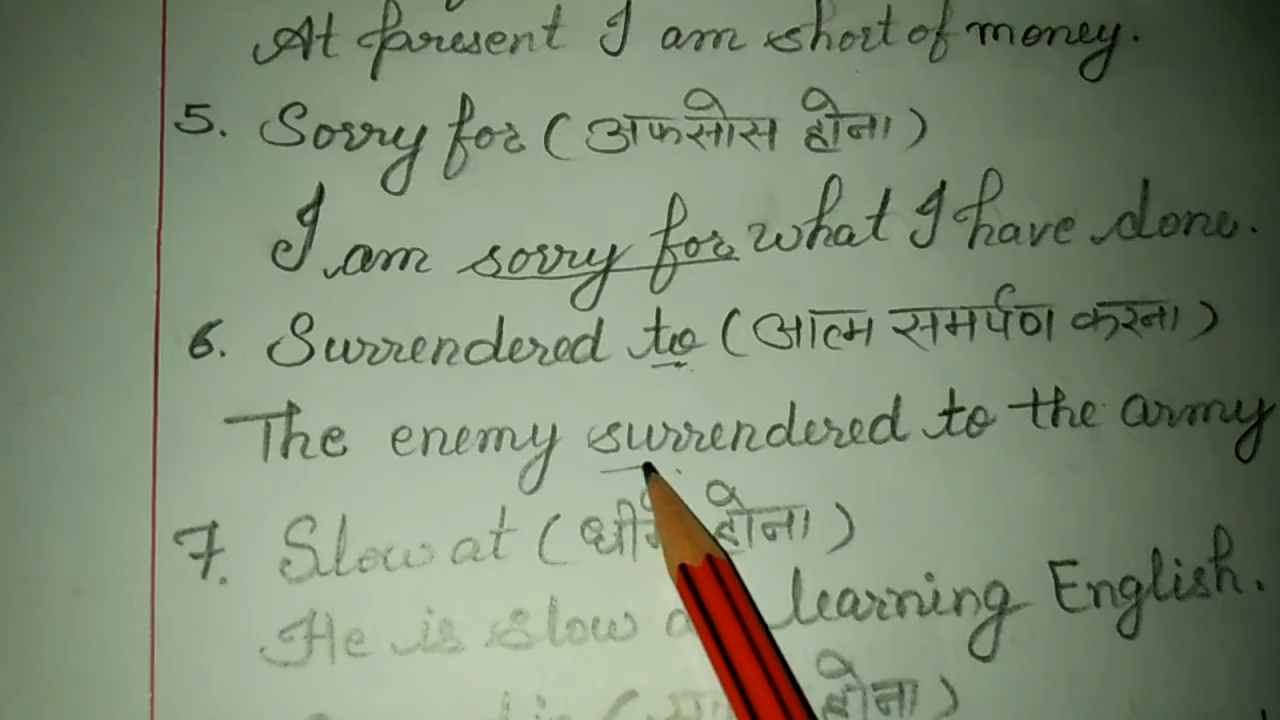 At present I am short of money.
5. Sorry for (अफसोस होना)
I am sorry for what I have done.
6. Surrendered to (आत्म समर्पण करना)
The enemy surrendered to the army
7. Slow at ( होना)
He is slow learning English.
होना)